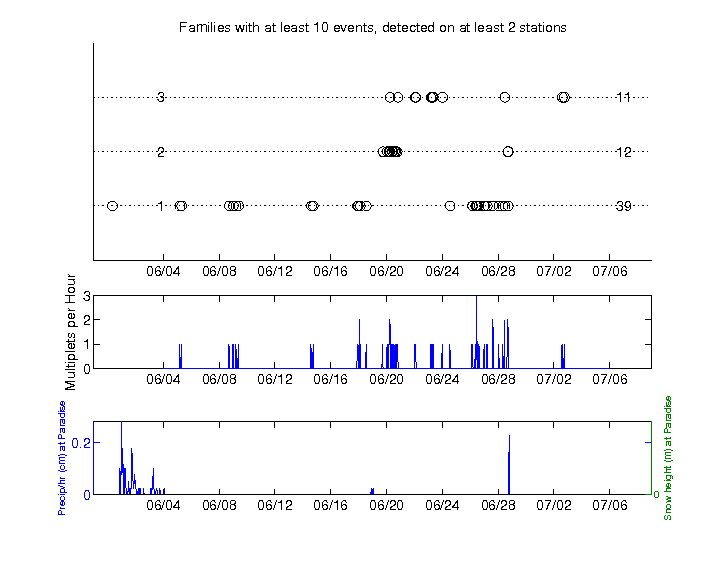 Families with at least 10 events, detected on at least 2 stations
3 11
2 12
1 39
06/04 06/08 06/12 06/16 06/20 06/24 06/28 07/02 07/06
Multiplets per Hour
3
2
1
0
06/04 06/08 06/12 06/16 06/20 06/24 06/28 07/02 07/06
Precip/hr (cm) at Paradise
0.2
0
Snow height (m) at Paradise
0
06/04 06/08 06/12 06/16 06/20 06/24 06/28 07/02 07/06